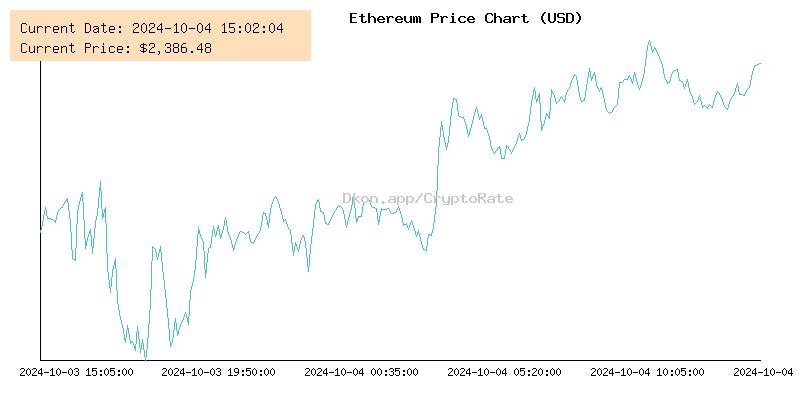 Ethereum Price Chart (USD)
Current Date: 2024-10-04 15:02:04
Current Price: $2,386.48
Dkon.app/CryptoRate
2024-10-03 15:05:00 2024-10-03 19:50:00 2024-10-04 00:35:00 2024-10-04 05:20:00 2024-10-04 10:05:00 2024-10-04